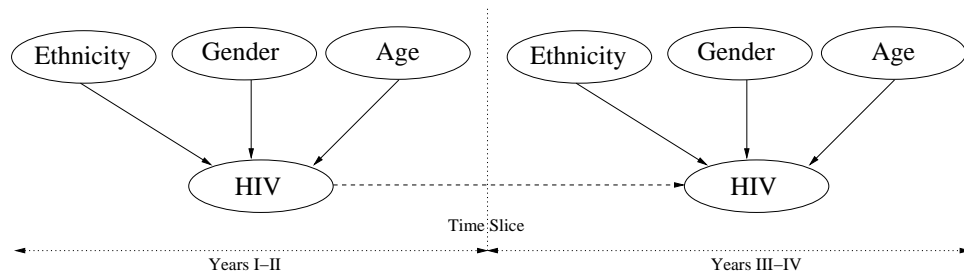 Ethnicity Gender Age Ethnicity Gender Age
HIV HIV
Time Slice
Years I–II Years III–IV